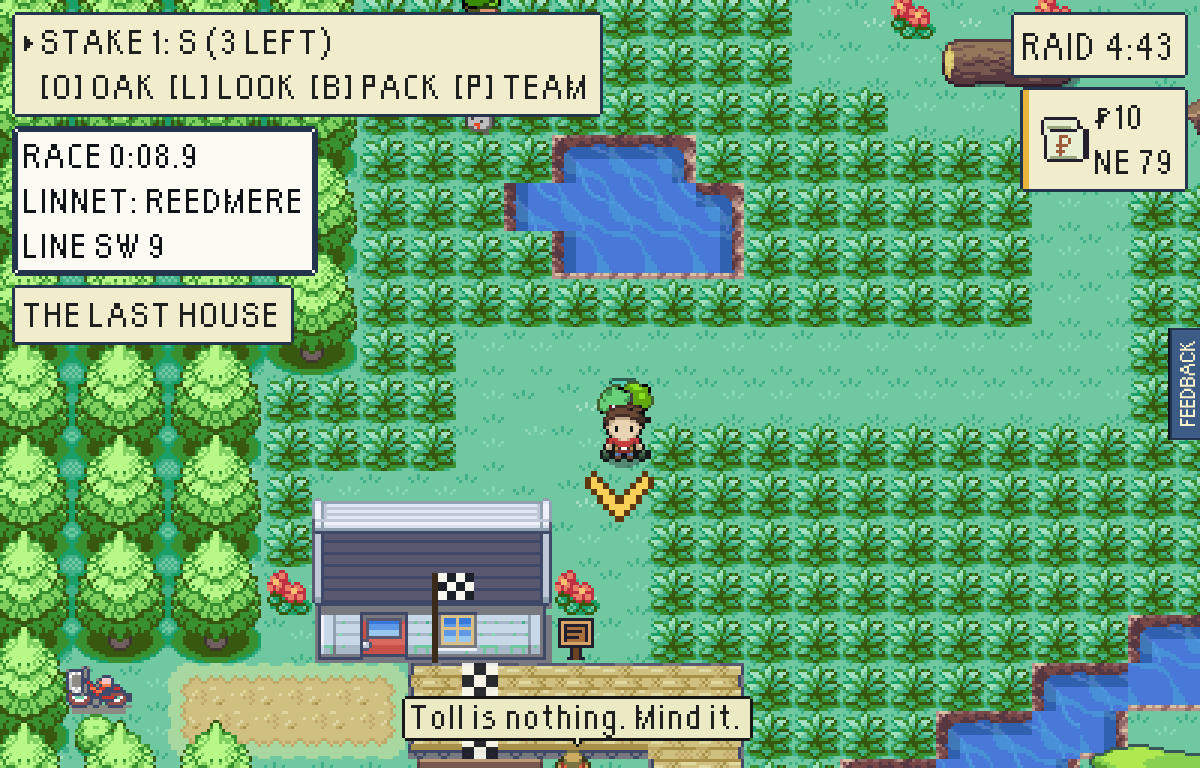 ▸STAKE 1: S (3 LEFT)
[O] OAK [L] LOOK [B] PACK [P] TEAM
RAID 4:43
₽10
NE 79
RACE 0:08.9
LINNET: REEDMERE
LINE SW 9
THE LAST HOUSE
FEEDBACK
Toll is nothing. Mind it.